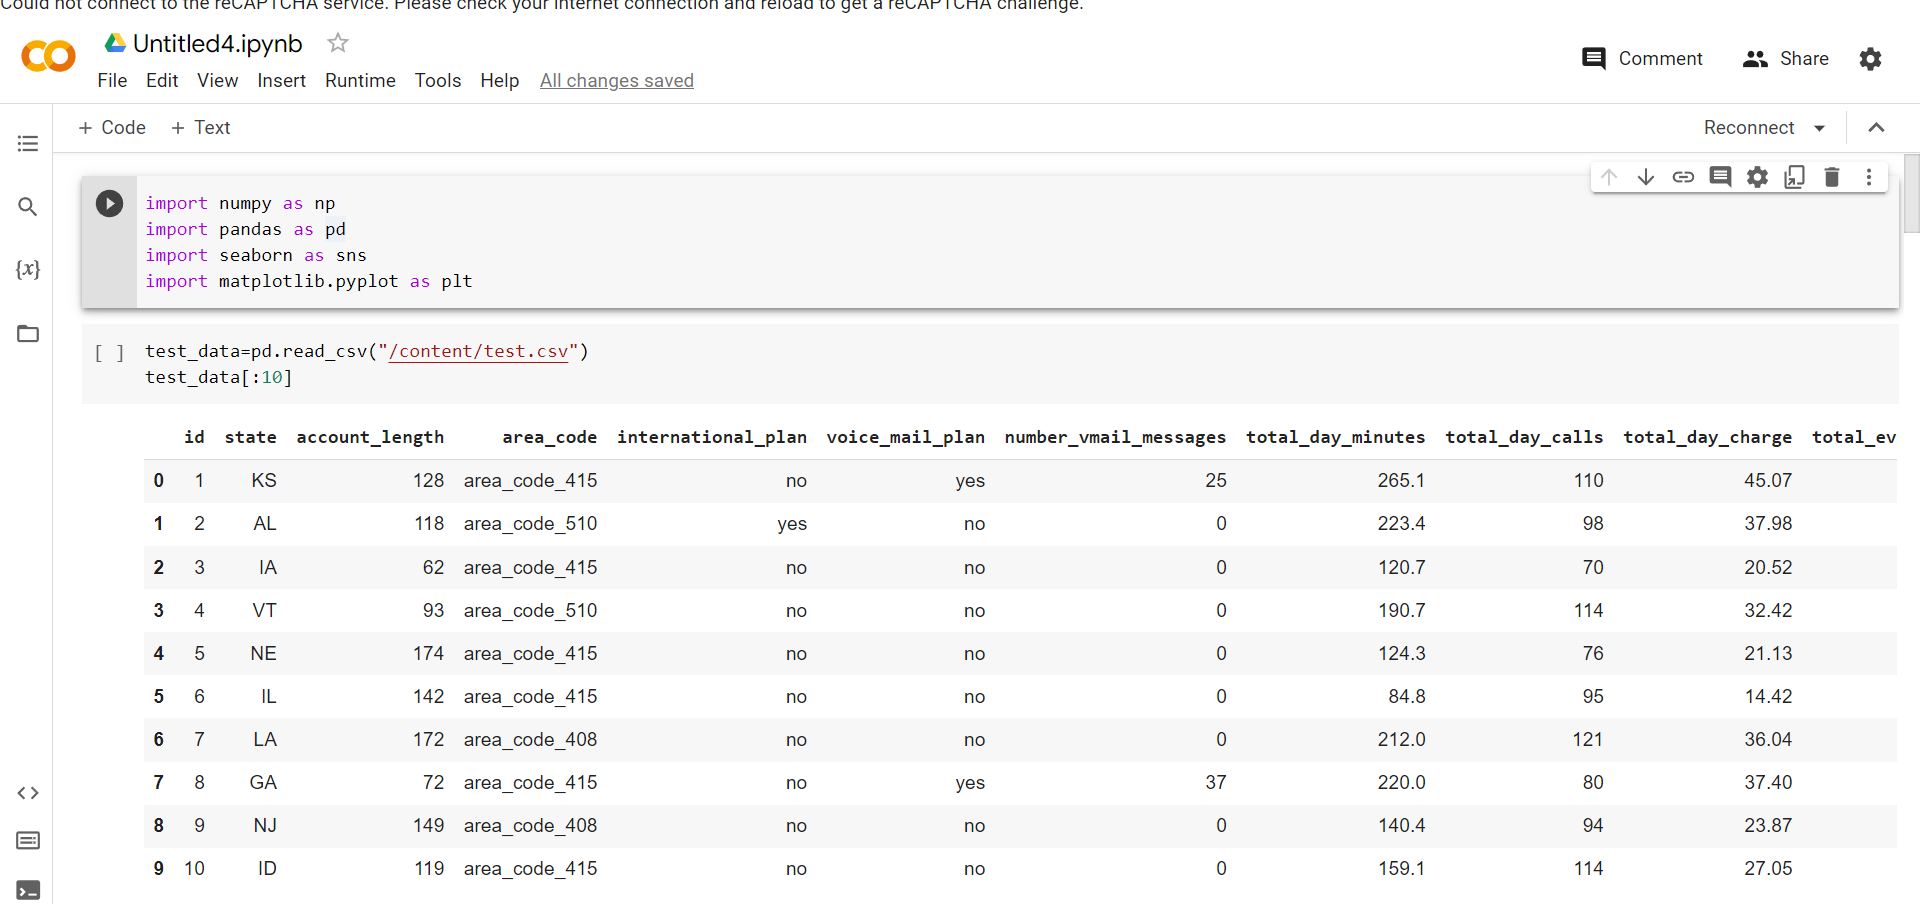 Could not connect to the reCAPTCHA service. Please check your internet connection and reload to get a reCAPTCHA challenge.
Untitled4.ipynb
File Edit View Insert Runtime Tools Help All changes saved
Comment Share
+ Code + Text
Reconnect
import numpy as np
import pandas as pd
import seaborn as sns
import matplotlib.pyplot as plt
[ ] test_data=pd.read_csv("/content/test.csv")
test_data[:10]
id state account_length area_code international_plan voice_mail_plan number_vmail_messages total_day_minutes total_day_calls total_day_charge total_ev
0 1 KS 128 area_code_415 no yes 25 265.1 110 45.07
1 2 AL 118 area_code_510 yes no 0 223.4 98 37.98
2 3 IA 62 area_code_415 no no 0 120.7 70 20.52
3 4 VT 93 area_code_510 no no 0 190.7 114 32.42
4 5 NE 174 area_code_415 no no 0 124.3 76 21.13
5 6 IL 142 area_code_415 no no 0 84.8 95 14.42
6 7 LA 172 area_code_408 no no 0 212.0 121 36.04
7 8 GA 72 area_code_415 no yes 37 220.0 80 37.40
8 9 NJ 149 area_code_408 no no 0 140.4 94 23.87
9 10 ID 119 area_code_415 no no 0 159.1 114 27.05